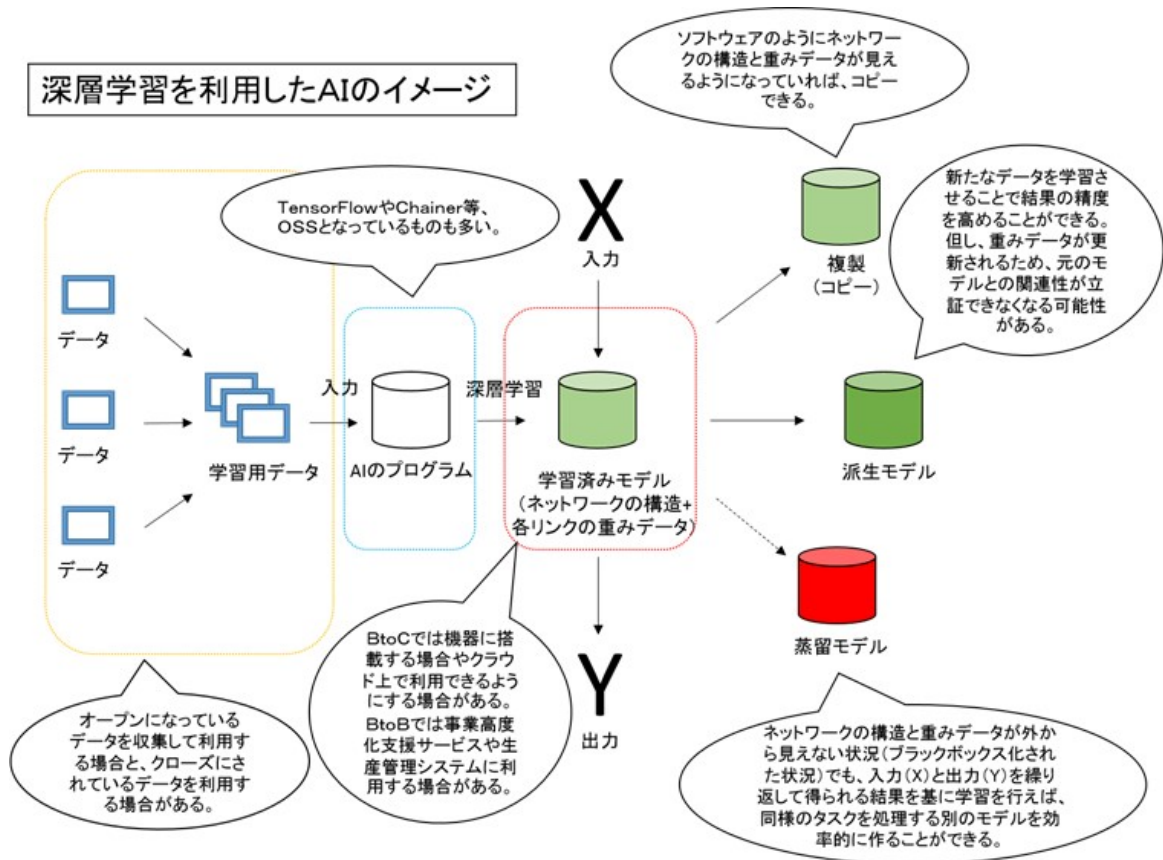 深層学習を利用したAIのイメージ
ソフトウェアのようにネットワー
クの構造と重みデータが見え
るようになっていれば、コピー
できる。
TensorFlowやChainer等、
OSSとなっているものも多い。
X
入力
複製
(コピー)
新たなデータを学習さ
せることで結果の精度
を高めることができる。
但し、重みデータが更
新されるため、元のモ
デルとの関連性が立
証できなくなる可能性
がある。
データ
データ
データ
学習用データ
入力
AIのプログラム
深層学習
学習済みモデル
(ネットワークの構造+
各リンクの重みデータ)
派生モデル
蒸留モデル
Y
出力
オープンになっている
データを収集して利用す
る場合と、クローズにさ
れているデータを利用す
る場合がある。
BtoCでは機器に搭
載する場合やクラウ
ド上で利用できるよう
にする場合がある。
BtoBでは事業高度
化支援サービスや生
産管理システムに利
用する場合がある。
ネットワークの構造と重みデータが外か
ら見えない状況(ブラックボックス化され
た状況)でも、入力(X)と出力(Y)を繰り
返して得られる結果を基に学習を行えば、
同様のタスクを処理する別のモデルを効
率的に作ることができる。